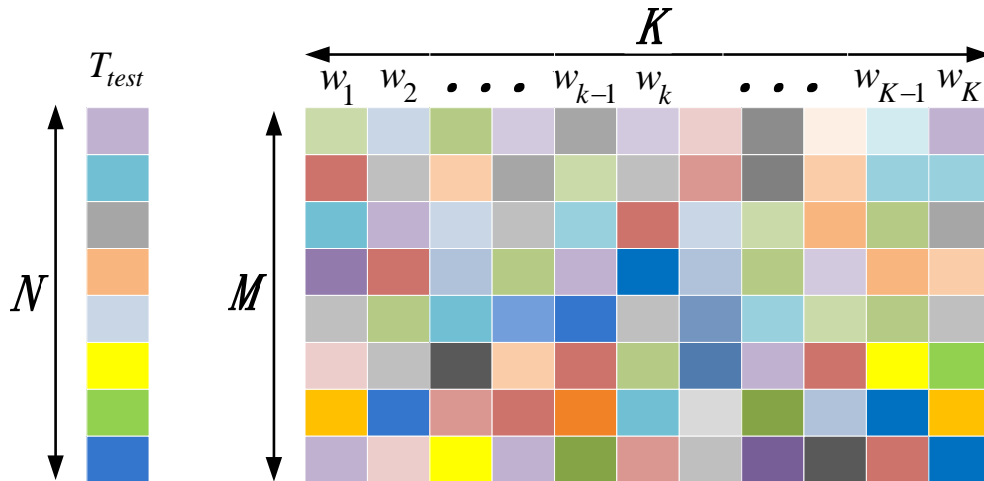 K
T_test
w_1 w_2 • • • w_{k-1} w_k • • • w_{K-1} w_K
N
M